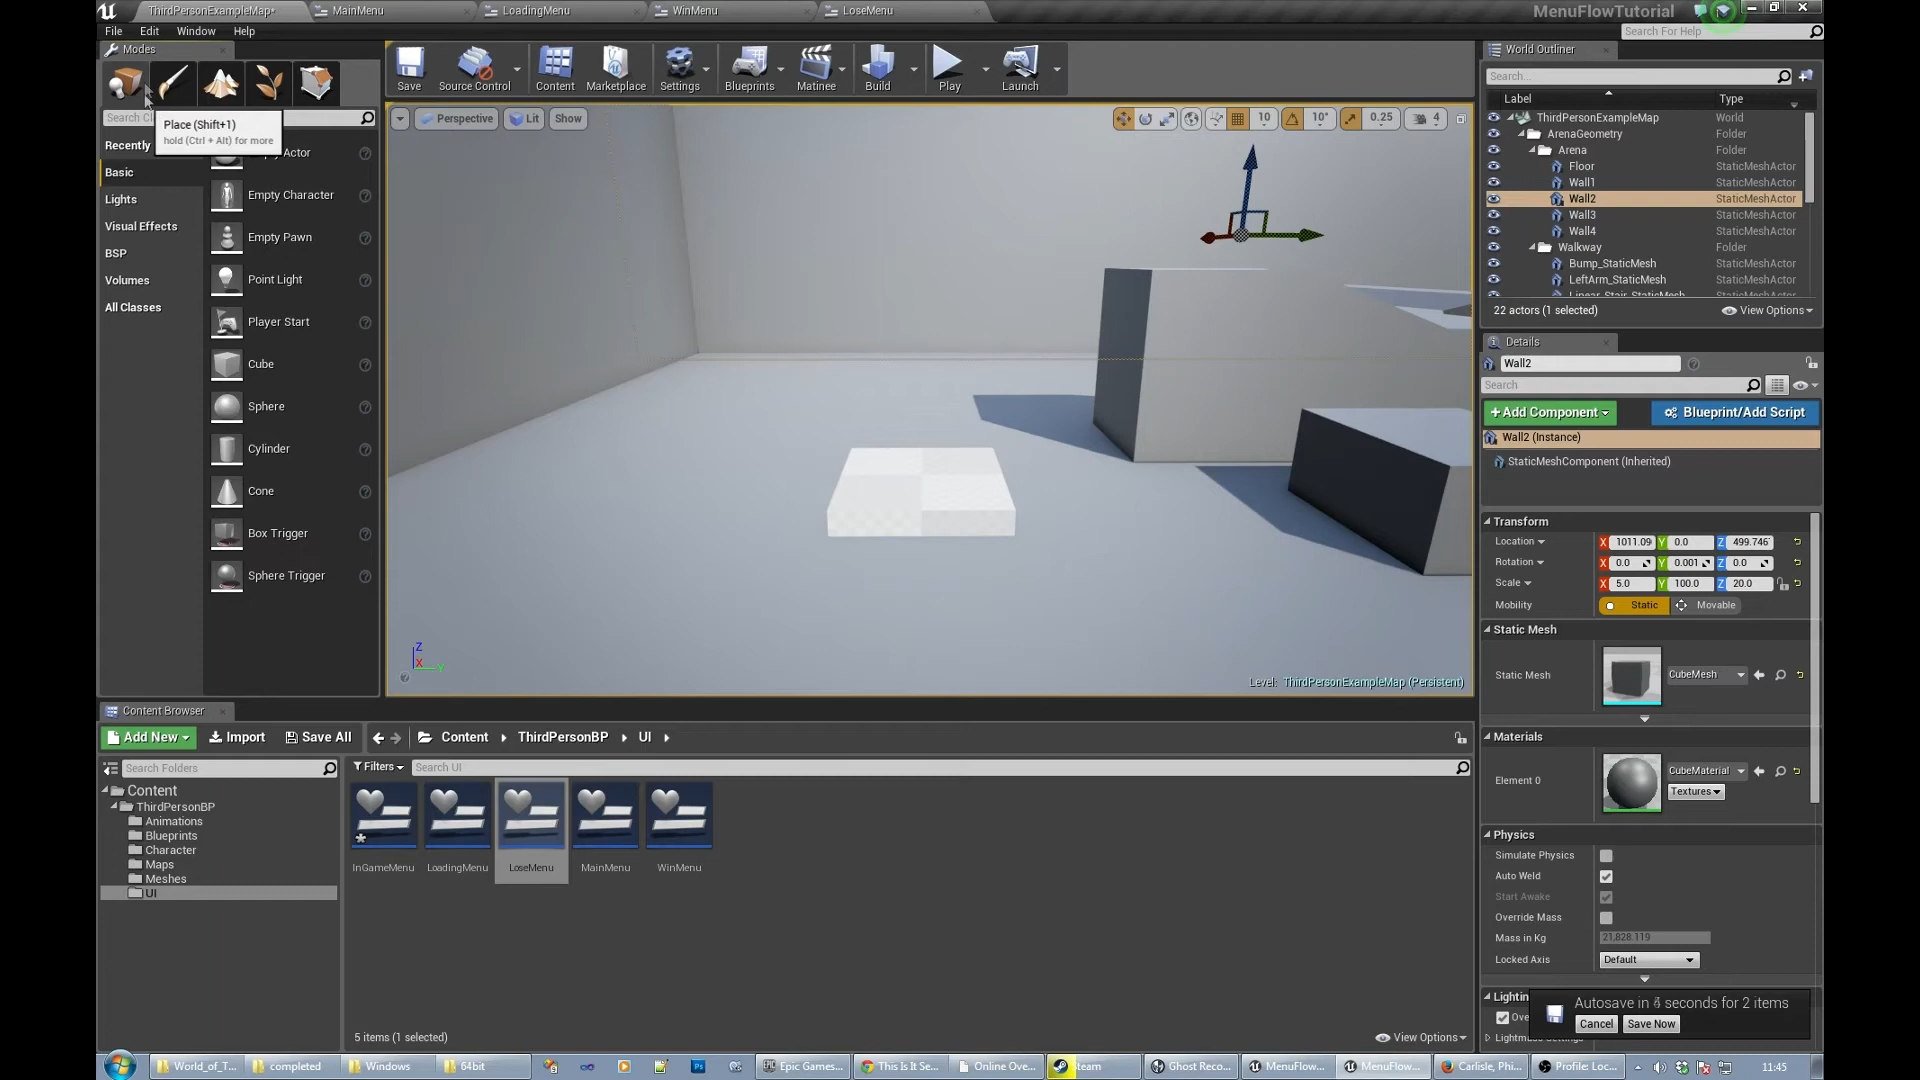 ThirdPersonExampleMap*
MainMenu
LoadingMenu
WinMenu
LoseMenu
MenuFlowTutorial
File
Edit
Window
Help
Search For Help
Modes
Save
Source Control
Content
Marketplace
Settings
Blueprints
Matinee
Build
Play
Launch
Place (Shift+1)
hold (Ctrl + Alt) for more
Recently
Basic
Lights
Visual Effects
BSP
Volumes
All Classes
Empty Character
Empty Pawn
Point Light
Player Start
Cube
Sphere
Cylinder
Cone
Box Trigger
Sphere Trigger
Perspective
Lit
Show
10
10°
0.25
4
Z
X
Y
Level: ThirdPersonExampleMap (Persistent)
World Outliner
Search...
Label
Type
ThirdPersonExampleMap World
ArenaGeometry Folder
Arena Folder
Floor StaticMeshActor
Wall1 StaticMeshActor
Wall2 StaticMeshActor
Wall3 StaticMeshActor
Wall4 StaticMeshActor
Walkway Folder
Bump_StaticMesh StaticMeshActor
LeftArm_StaticMesh StaticMeshActor
Linear_Stair_StaticMesh StaticMeshActor
22 actors (1 selected)
View Options
Details
Wall2
Search
+Add Component
Blueprint/Add Script
Wall2 (Instance)
StaticMeshComponent (Inherited)
Transform
Location X 1011.09 Y 0.0 Z 499.746
Rotation X 0.0 Y 0.001 Z 0.0
Scale X 5.0 Y 100.0 Z 20.0
Mobility Static Movable
Static Mesh
Static Mesh CubeMesh
Materials
Element 0 CubeMaterial
Textures
Physics
Simulate Physics
Auto Weld
Start Awake
Override Mass
Mass in Kg 21,828.119
Locked Axis Default
Autosave in seconds for 2 items
Cancel
Save Now
Content Browser
Add New
Import
Save All
Content
ThirdPersonBP
UI
Search Folders
Filters
Search UI
Content
ThirdPersonBP
Animations
Blueprints
Character
Maps
Meshes
UI
InGameMenu
LoadingMenu
LoseMenu
MainMenu
WinMenu
5 items (1 selected)
View Options
World_of_T...
completed
Windows
64bit
Epic Games...
This Is It Se...
Online Ove...
Steam
Ghost Reco...
MenuFlow...
MenuFlow...
Carlisle, Phi...
Profile: Loc...
11:45